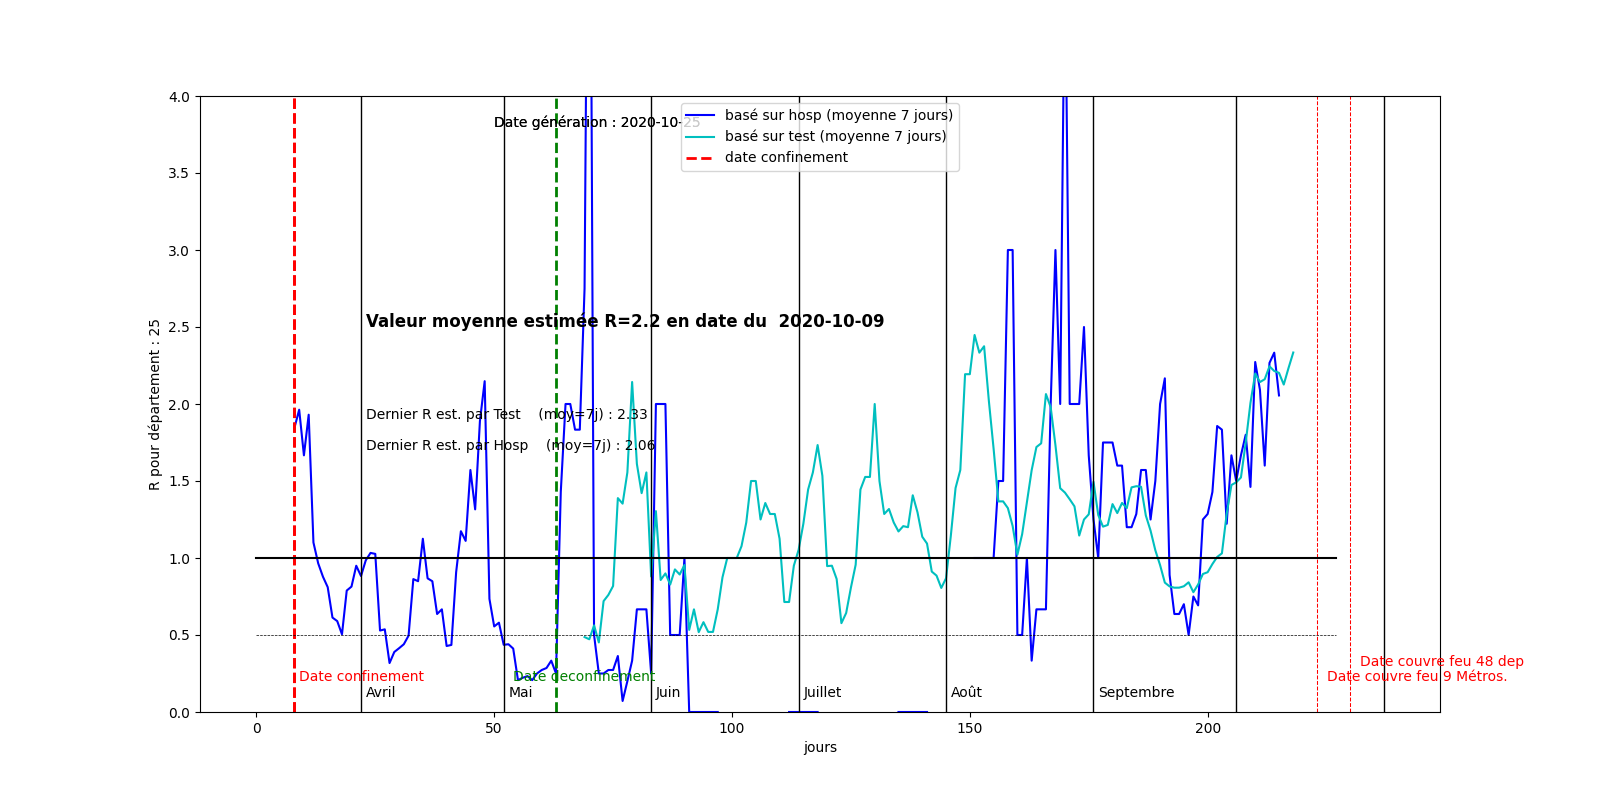 4.0
Date génération : 2020-10-25
basé sur hosp (moyenne 7 jours)
basé sur test (moyenne 7 jours)
date confinement
3.5
3.0
2.5
Valeur moyenne estimée R=2.2 en date du 2020-10-09
2.0
Dernier R est. par Test (moy=7j) : 2.33
Dernier R est. par Hosp (moy=7j) : 2.06
R pour département : 25
1.5
1.0
0.5
Date couvre feu 48 dep
Date confinement
Date deconfinement
Date couvre feu 9 Métros.
Avril
Mai
Juin
Juillet
Août
Septembre
0.0
0
50
100
150
200
jours